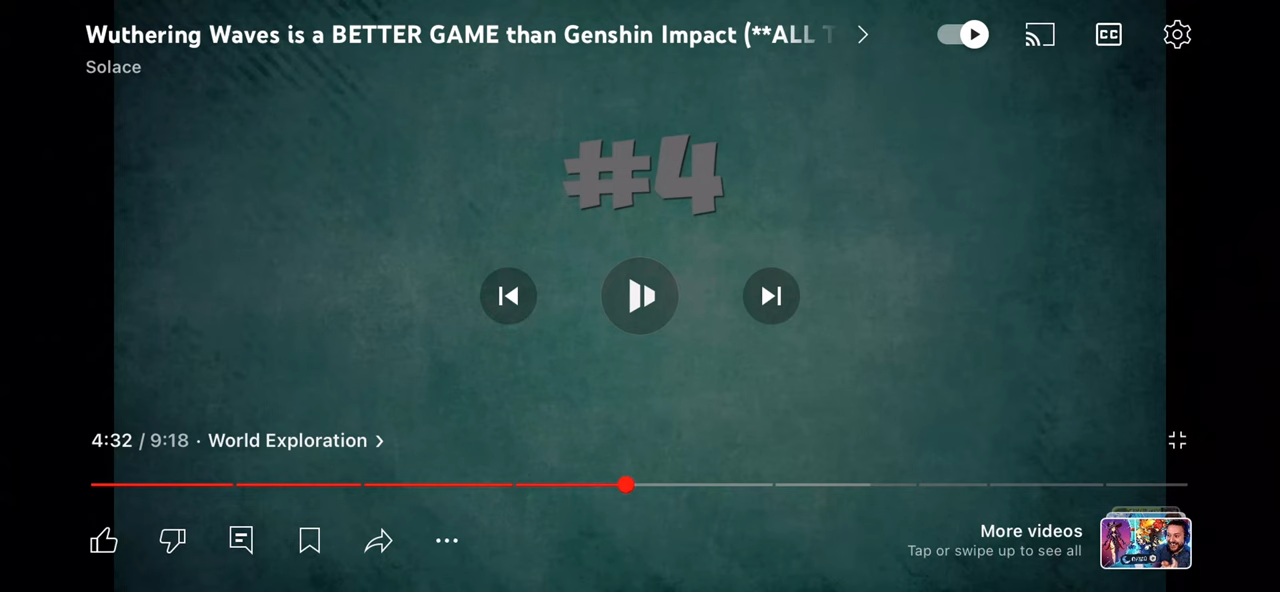 Wuthering Waves is a BETTER GAME than Genshin Impact (**ALL T
Solace
CC
#4
4:32 / 9:18 · World Exploration
More videos
Tap or swipe up to see all